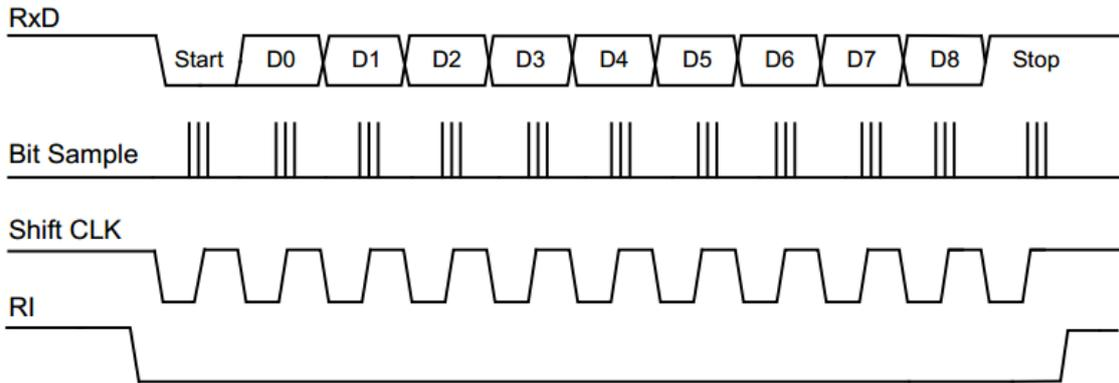 RxD
Start D0 D1 D2 D3 D4 D5 D6 D7 D8 Stop
Bit Sample
Shift CLK
RI